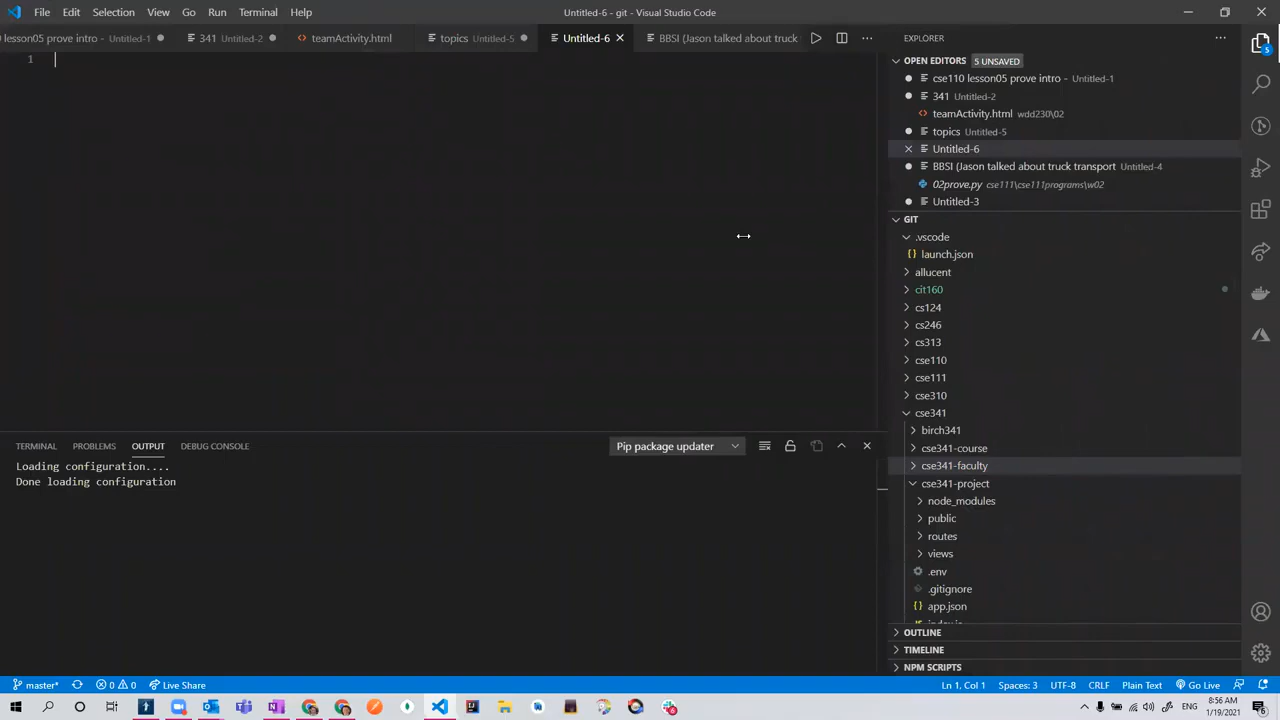 File Edit Selection View Go Run Terminal Help
Untitled-6 - git - Visual Studio Code
lesson05 prove intro - Untitled-1
341 Untitled-2
teamActivity.html
topics Untitled-5
Untitled-6
BBSI (Jason talked about truck
EXPLORER
1
OPEN EDITORS 5 UNSAVED
cse110 lesson05 prove intro - Untitled-1
341 Untitled-2
teamActivity.html wdd230\02
topics Untitled-5
Untitled-6
BBSI (Jason talked about truck transport Untitled-4
02prove.py cse111\cse111programs\w02
Untitled-3
GIT
.vscode
launch.json
allucent
cit160
cs124
cs246
cs313
cse110
cse111
cse310
cse341
birch341
cse341-course
cse341-faculty
cse341-project
node_modules
public
routes
views
.env
.gitignore
app.json
OUTLINE
TIMELINE
NPM SCRIPTS
5
TERMINAL PROBLEMS OUTPUT DEBUG CONSOLE
Pip package updater
Loading configuration....
Done loading configuration
master* 0 0 Live Share
Ln 1, Col 1 Spaces: 3 UTF-8 CRLF Plain Text Go Live
ENG
8:56 AM
1/19/2021